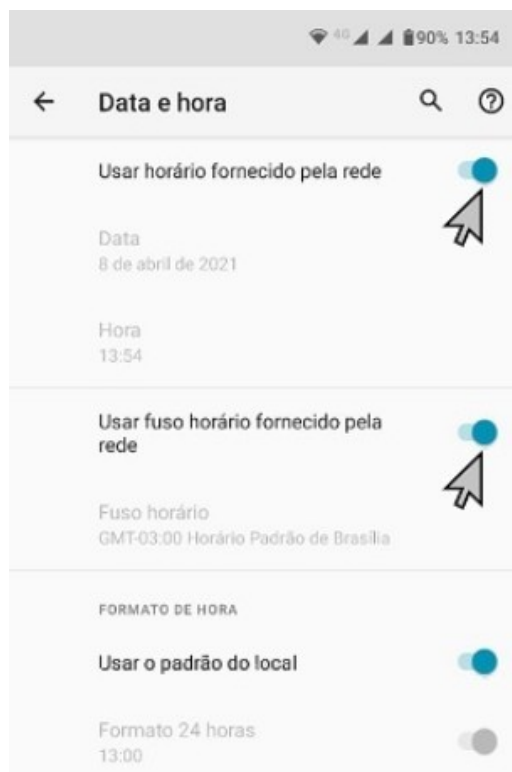 4G 90% 13:54
Data e hora
Usar horário fornecido pela rede
Data
8 de abril de 2021
Hora
13:54
Usar fuso horário fornecido pela
rede
Fuso horário
GMT-03:00 Horário Padrão de Brasília
FORMATO DE HORA
Usar o padrão do local
Formato 24 horas
13:00